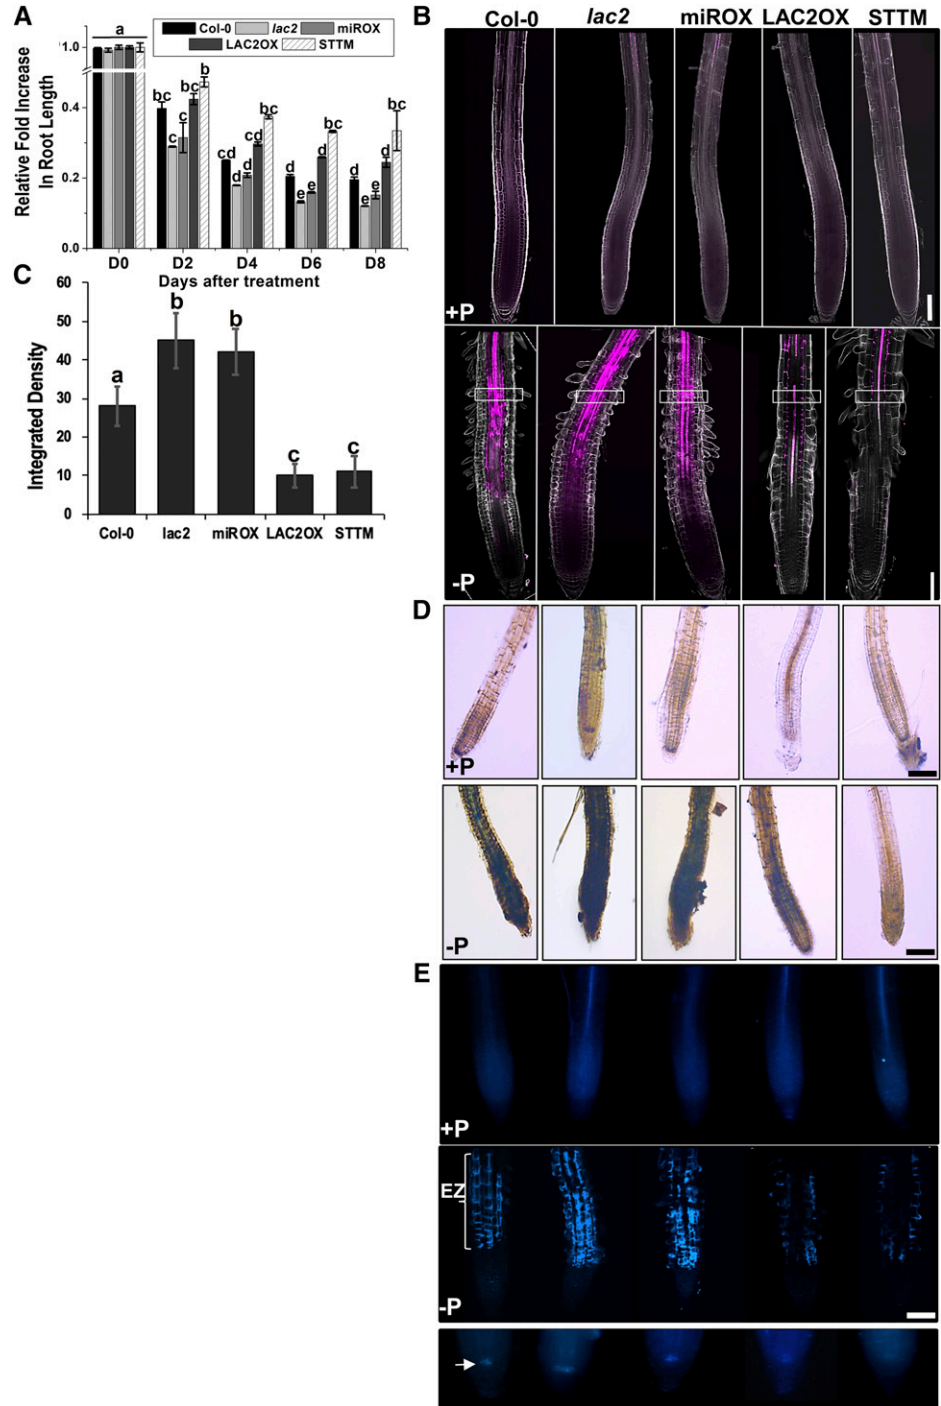 A
Col-0 lac2 miROX
LAC2OX STTM
a
1.0
0.4
0.2
0.0
Relative Fold Increase
In Root Length
bc c c bc b
cd d d cd bc
d e e d bc
d e d d bc
D0 D2 D4 D6 D8
Days after treatment
B
Col-0 lac2 miROX LAC2OX STTM
+P
-P
C
60
50
40
30
20
10
0
Integrated Density
a b b c c
Col-0 lac2 miROX LAC2OX STTM
D
+P
-P
E
+P
EZ
-P